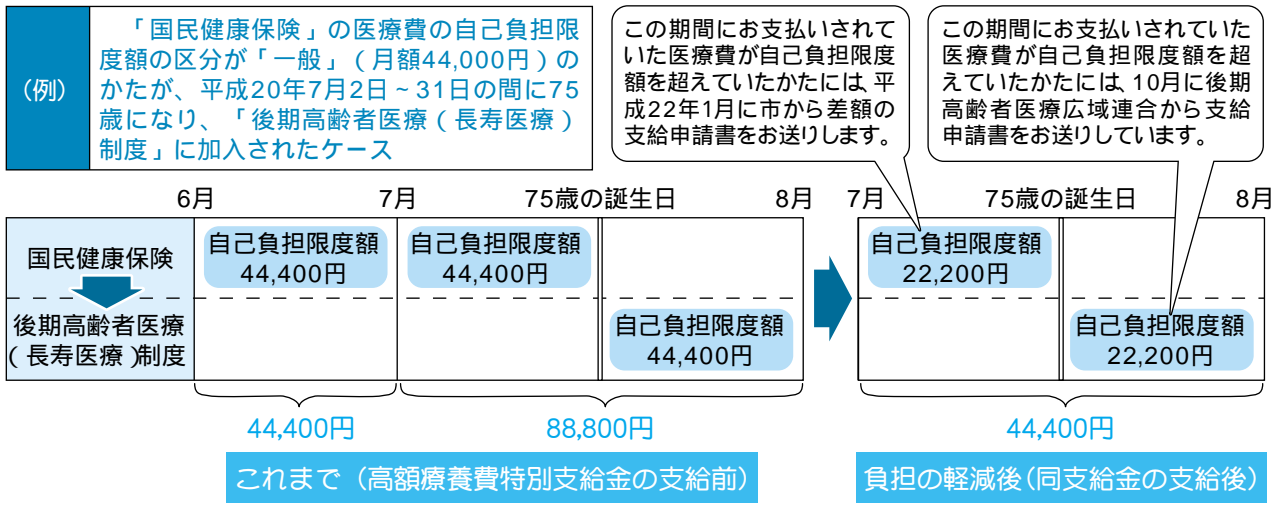 (例)
「国民健康保険」の医療費の自己負担限
度額の区分が「一般」(月額44,000円)の
かたが、平成20年7月2日~31日の間に75
歳になり、「後期高齢者医療(長寿医療)
制度」に加入されたケース
この期間にお支払いされて
いた医療費が自己負担限度
額を超えていたかたには、平
成22年1月に市から差額の
支給申請書をお送りします。
この期間にお支払いされていた
医療費が自己負担限度額を超
えていたかたには、10月に後期
高齢者医療広域連合から支給
申請書をお送りしています。
6月 7月 75歳の誕生日 8月
7月 75歳の誕生日 8月
国民健康保険
後期高齢者医療
(長寿医療)制度
自己負担限度額
44,400円
自己負担限度額
44,400円
自己負担限度額
44,400円
自己負担限度額
22,200円
自己負担限度額
22,200円
44,400円
88,800円
44,400円
これまで(高額療養費特別支給金の支給前)
負担の軽減後(同支給金の支給後)